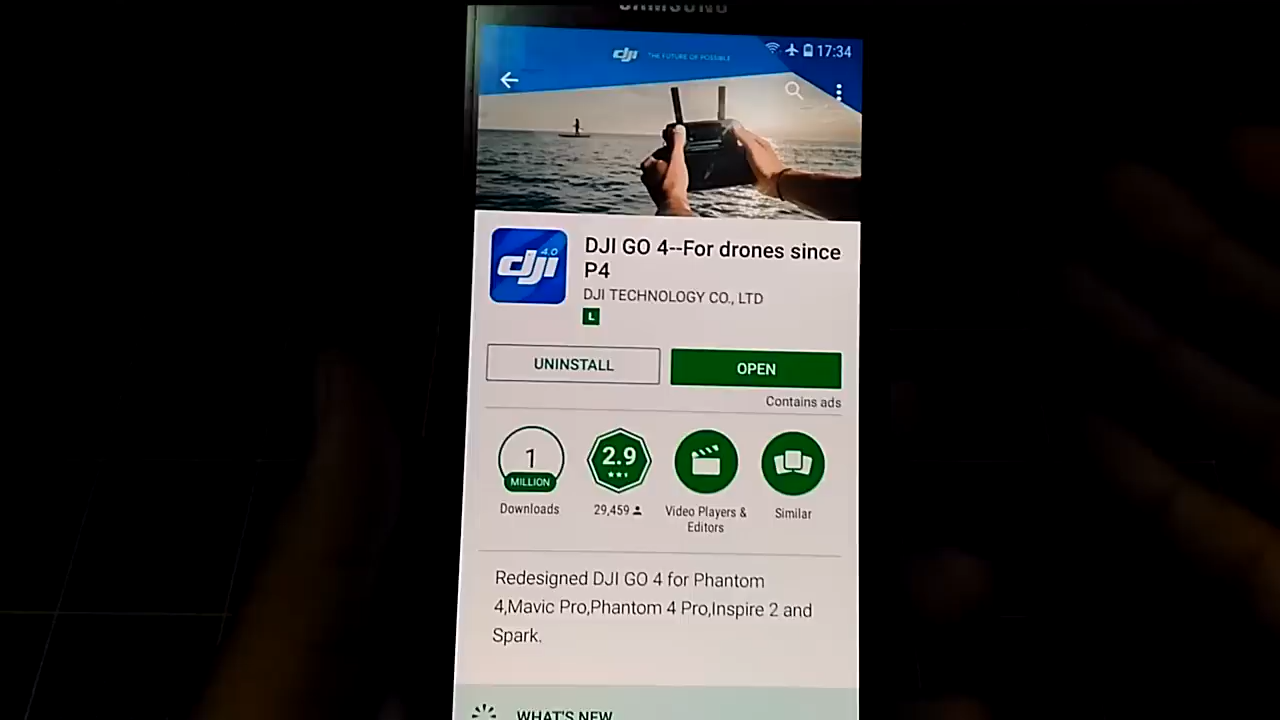 SAMSUNG
dji THE FUTURE OF POSSIBLE
17:34
4.0
dji
DJI GO 4--For drones since
P4
DJI TECHNOLOGY CO., LTD
L
UNINSTALL
OPEN
Contains ads
1
MILLION
2.9
Downloads
29,459
Video Players &
Editors
Similar
Redesigned DJI GO 4 for Phantom
4,Mavic Pro,Phantom 4 Pro,Inspire 2 and
Spark.
WHAT'S NEW